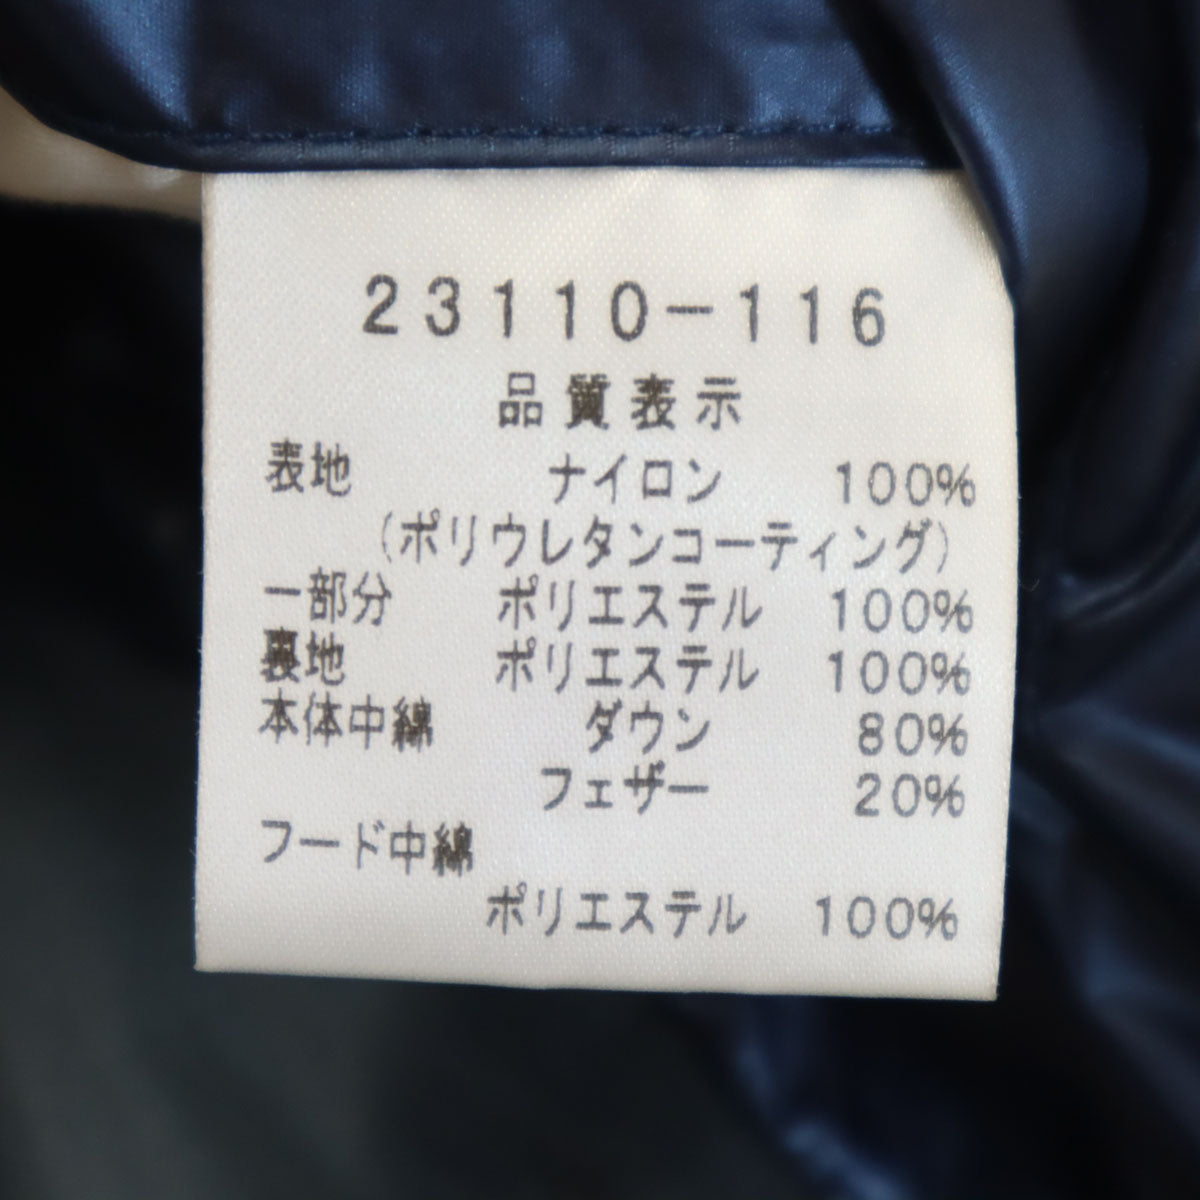 23110-116
品質表示
表地 ナイロン 100%
(ポリウレタンコーティング)
一部分 ポリエステル 100%
裏地 ポリエステル 100%
本体中綿 ダウン 80%
フェザー 20%
フード中綿
ポリエステル 100%